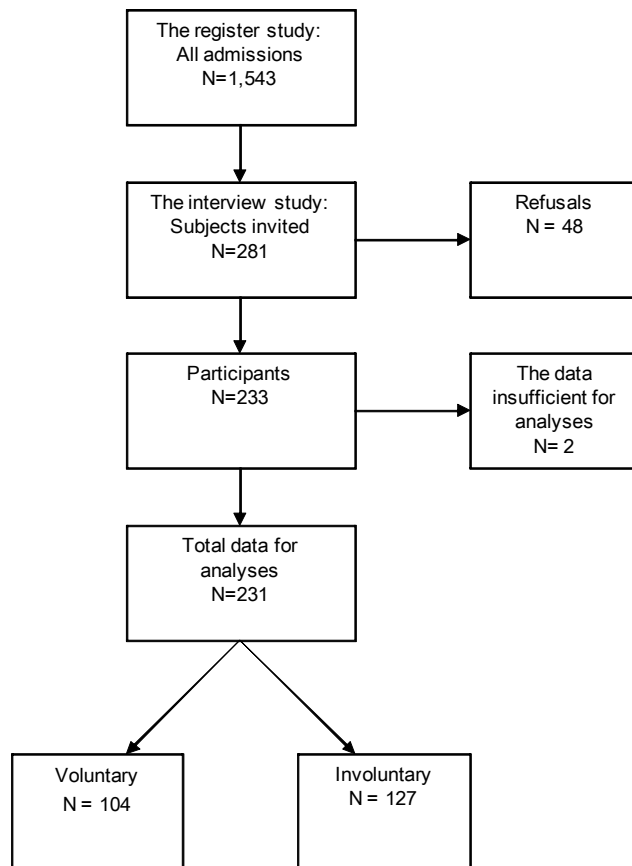 The register study:
All admissions
N=1,543
The interview study:
Subjects invited
N=281
Refusals
N = 48
Participants
N=233
The data
insufficient for
analyses
N= 2
Total data for
analyses
N=231
Voluntary
N = 104
Involuntary
N = 127